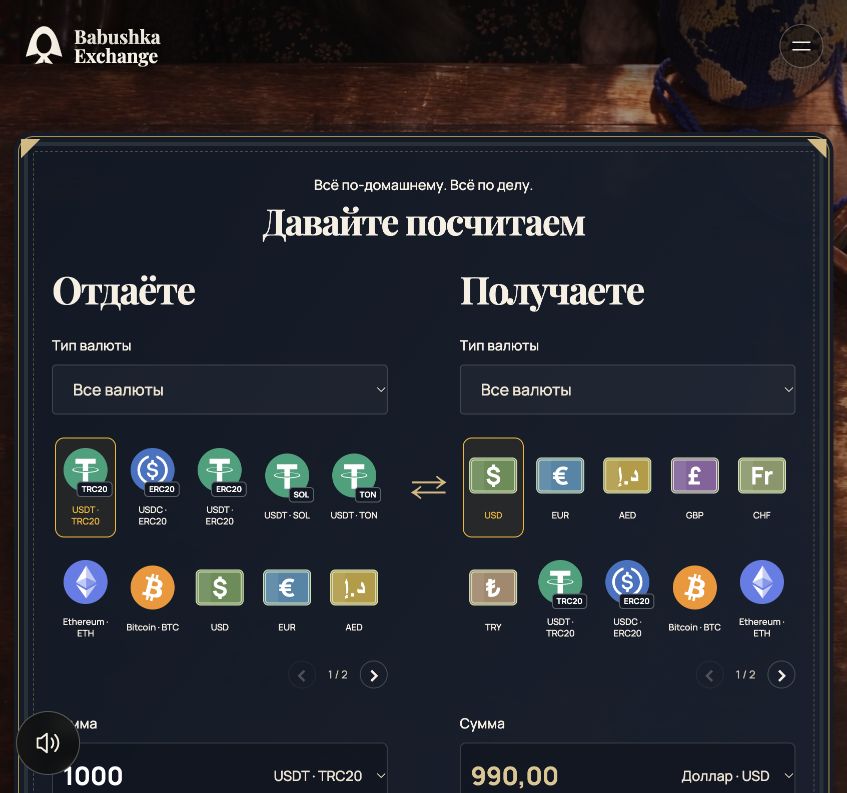 Babushka
Exchange
Всё по-домашнему. Всё по делу.
Давайте посчитаем
Отдаёте
Тип валюты
Все валюты
TRC20
USDT ·
TRC20
ERC20
USDC ·
ERC20
ERC20
USDT ·
ERC20
SOL
USDT · SOL
TON
USDT · TON
Ethereum ·
ETH
Bitcoin · BTC
$
USD
€
EUR
د.إ
AED
1 / 2
мма
1000
USDT · TRC20
Получаете
Тип валюты
Все валюты
$
USD
€
EUR
د.إ
AED
£
GBP
Fr
CHF
₺
TRY
TRC20
USDT ·
TRC20
ERC20
USDC ·
ERC20
Bitcoin · BTC
Ethereum ·
ETH
1 / 2
Сумма
990,00
Доллар · USD